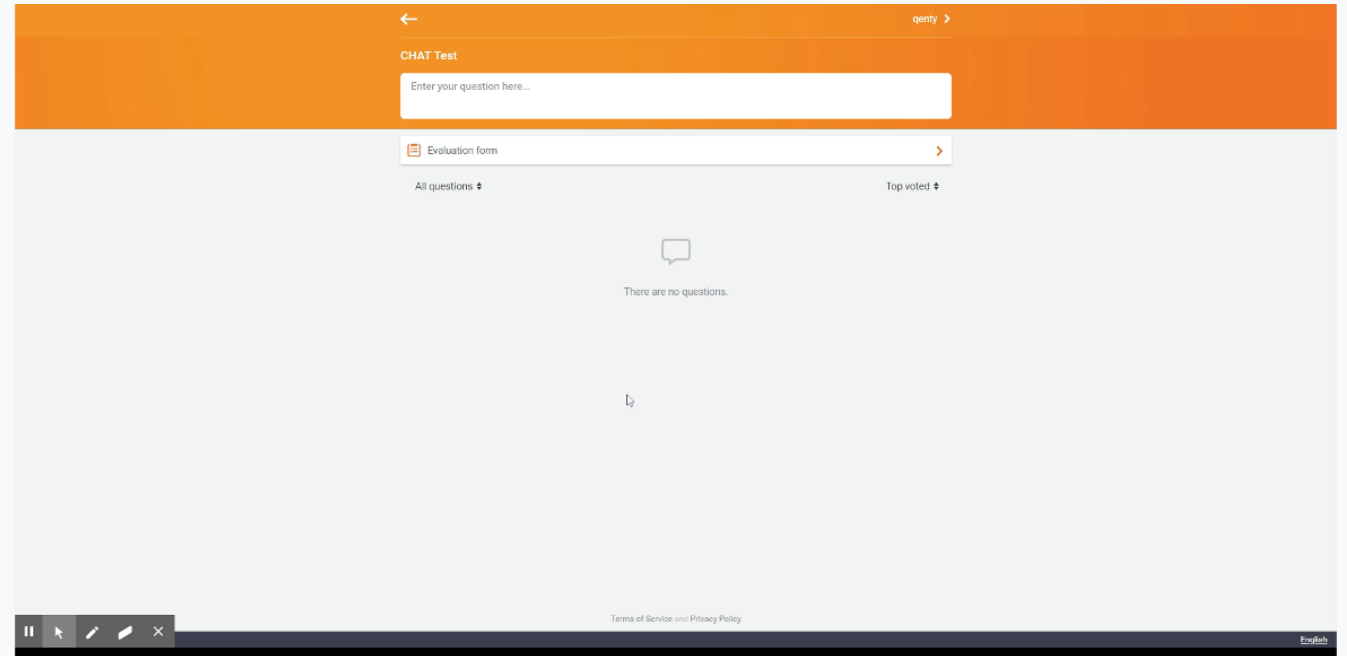 qenty
CHAT Test
Enter your question here...
Evaluation form
All questions
Top voted
There are no questions.
Terms of Service and Privacy Policy
English